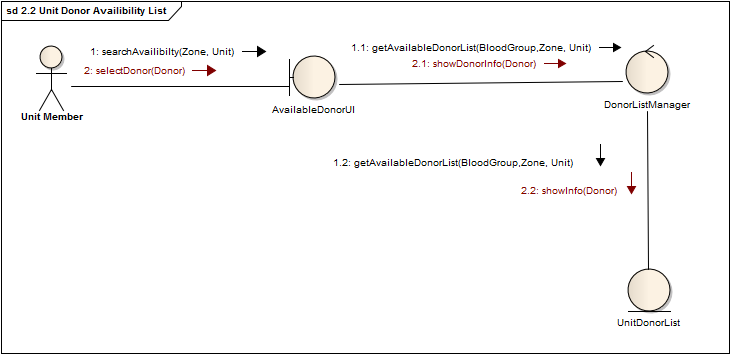 sd 2.2 Unit Donor Availibility List
1: searchAvailibilty(Zone, Unit)
2: selectDonor(Donor)
1.1: getAvailableDonorList(BloodGroup,Zone, Unit)
2.1: showDonorInfo(Donor)
Unit Member
AvailableDonorUI
DonorListManager
1.2: getAvailableDonorList(BloodGroup,Zone, Unit)
2.2: showInfo(Donor)
UnitDonorList